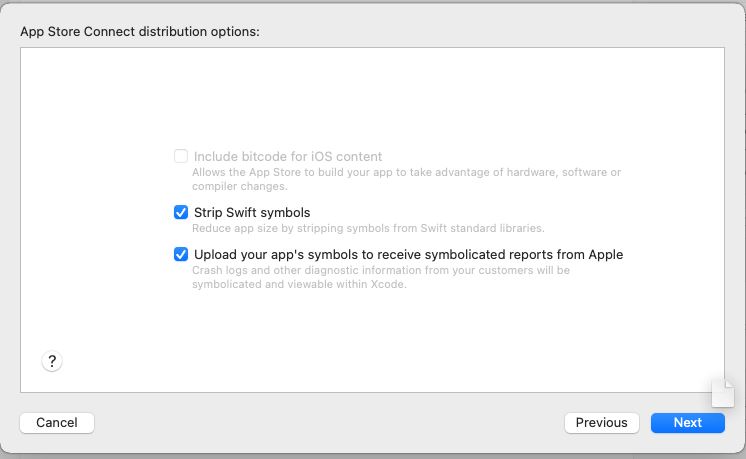 App Store Connect distribution options:
Include bitcode for iOS content
Allows the App Store to build your app to take advantage of hardware, software or
compiler changes.
Strip Swift symbols
Reduce app size by stripping symbols from Swift standard libraries.
Upload your app's symbols to receive symbolicated reports from Apple
Crash logs and other diagnostic information from your customers will be
symbolicated and viewable within Xcode.
?
Cancel
Previous
Next